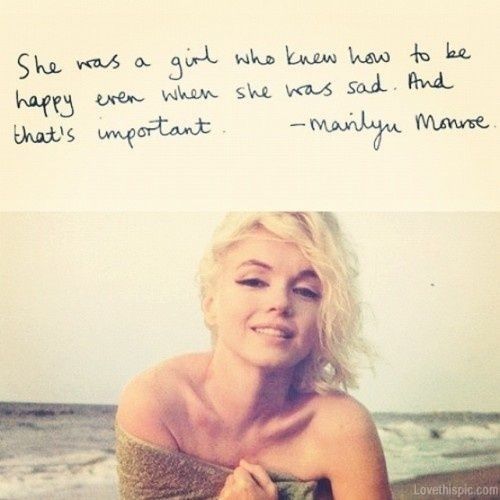 She was a girl who knew how to be
happy even when she was sad. And
that's important. -Marilyn Monroe.
Lovethispic.com